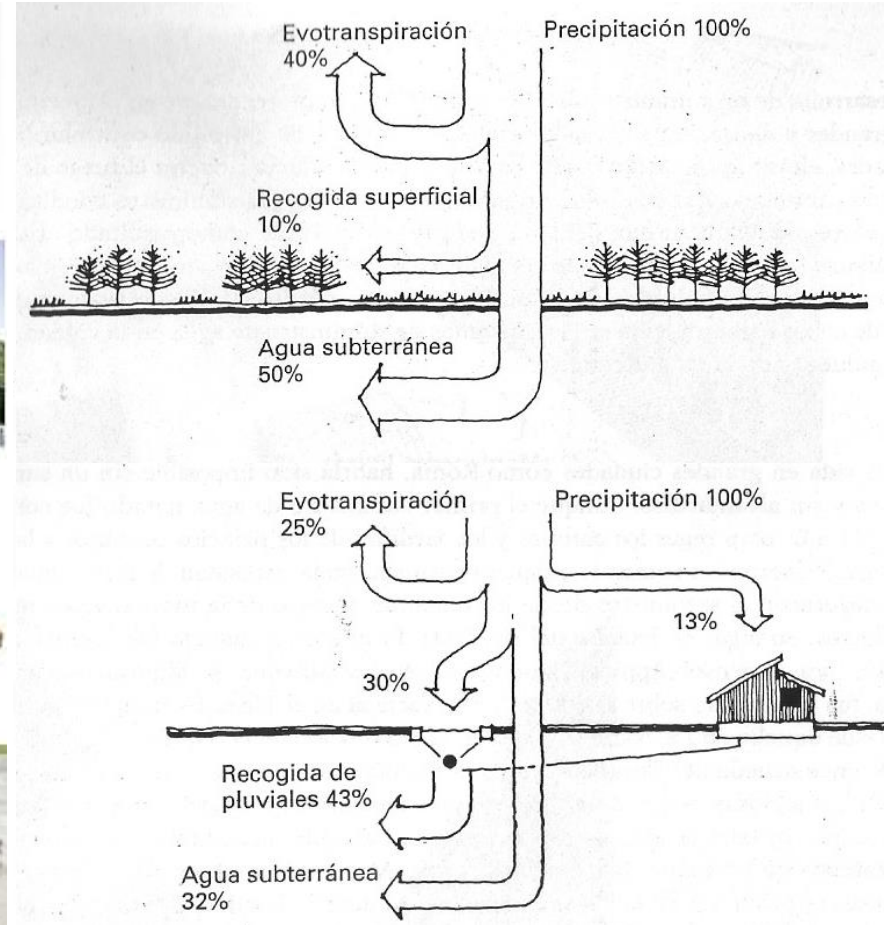 Evotranspiración
40%
Precipitación 100%
Recogida superficial
10%
Agua subterránea
50%
Evotranspiración
25%
Precipitación 100%
13%
30%
Recogida de
pluviales 43%
Agua subterránea
32%